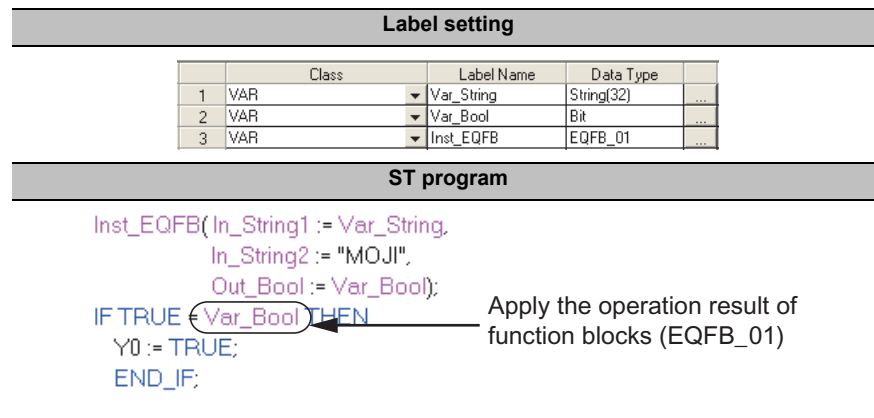 Label setting
Class Label Name Data Type
1 VAR Var_String String(32) ...
2 VAR Var_Bool Bit ...
3 VAR Inst_EQFB EQFB_01 ...
ST program
Inst_EQFB( In_String1 := Var_String,
In_String2 := "MOJI",
Out_Bool := Var_Bool);
IF TRUE = Var_Bool THEN
Y0 := TRUE;
END_IF;
Apply the operation result of
function blocks (EQFB_01)